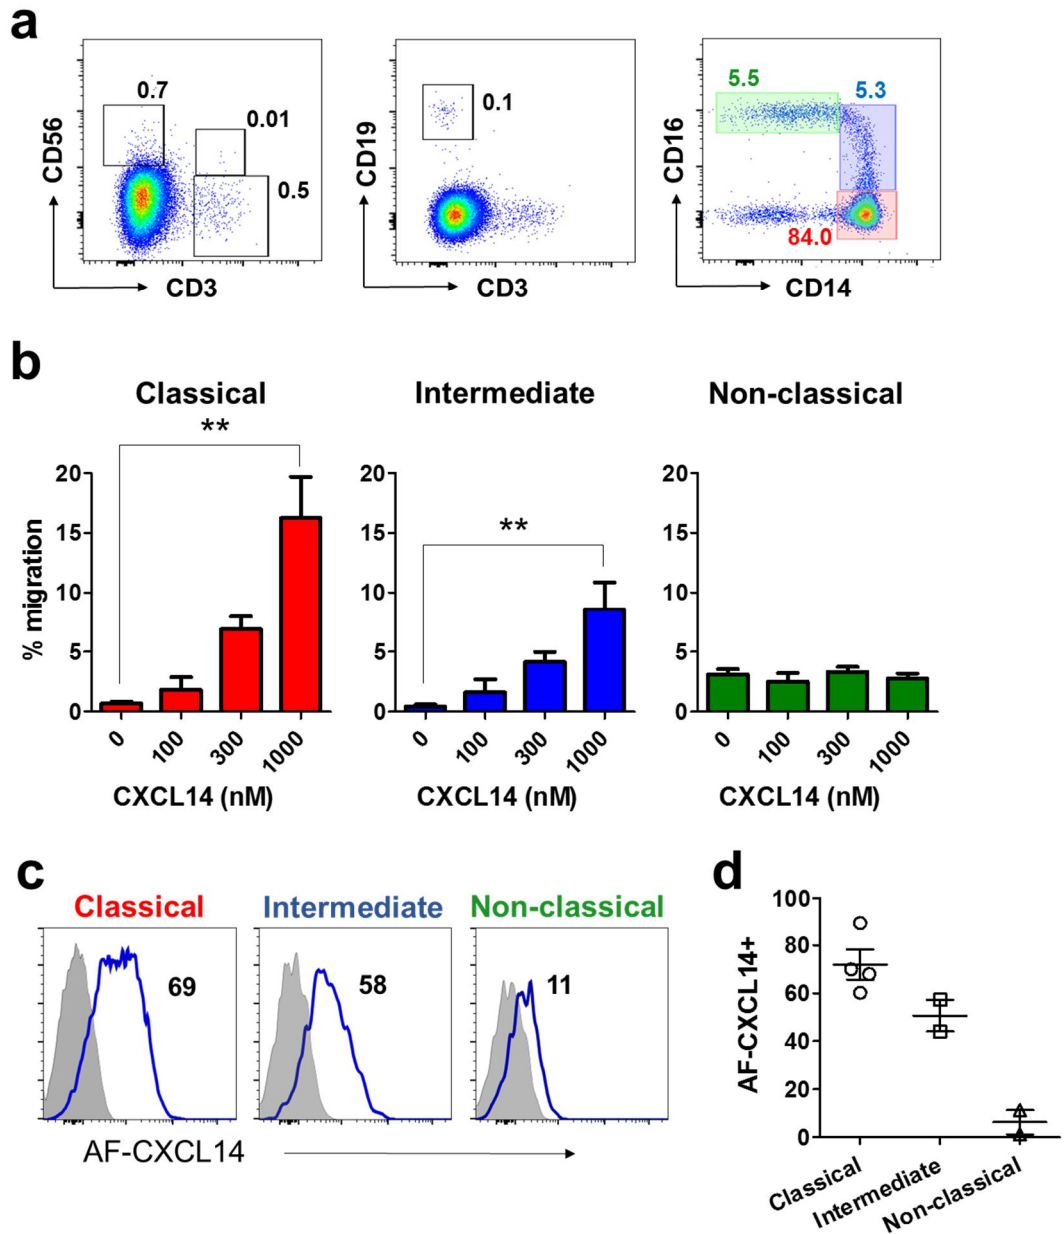 a
0.7
0.01
0.5
CD56
CD3
0.1
CD19
CD3
5.5
5.3
84.0
CD16
CD14
b
Classical
Intermediate
Non-classical
**
**
% migration
20
15
10
5
0
0
100
300
1000
CXCL14 (nM)
20
15
10
5
0
0
100
300
1000
CXCL14 (nM)
20
15
10
5
0
0
100
300
1000
CXCL14 (nM)
c
Classical
Intermediate
Non-classical
69
58
11
AF-CXCL14
d
AF-CXCL14+
100
80
60
40
20
0
Classical
Intermediate
Non-classical